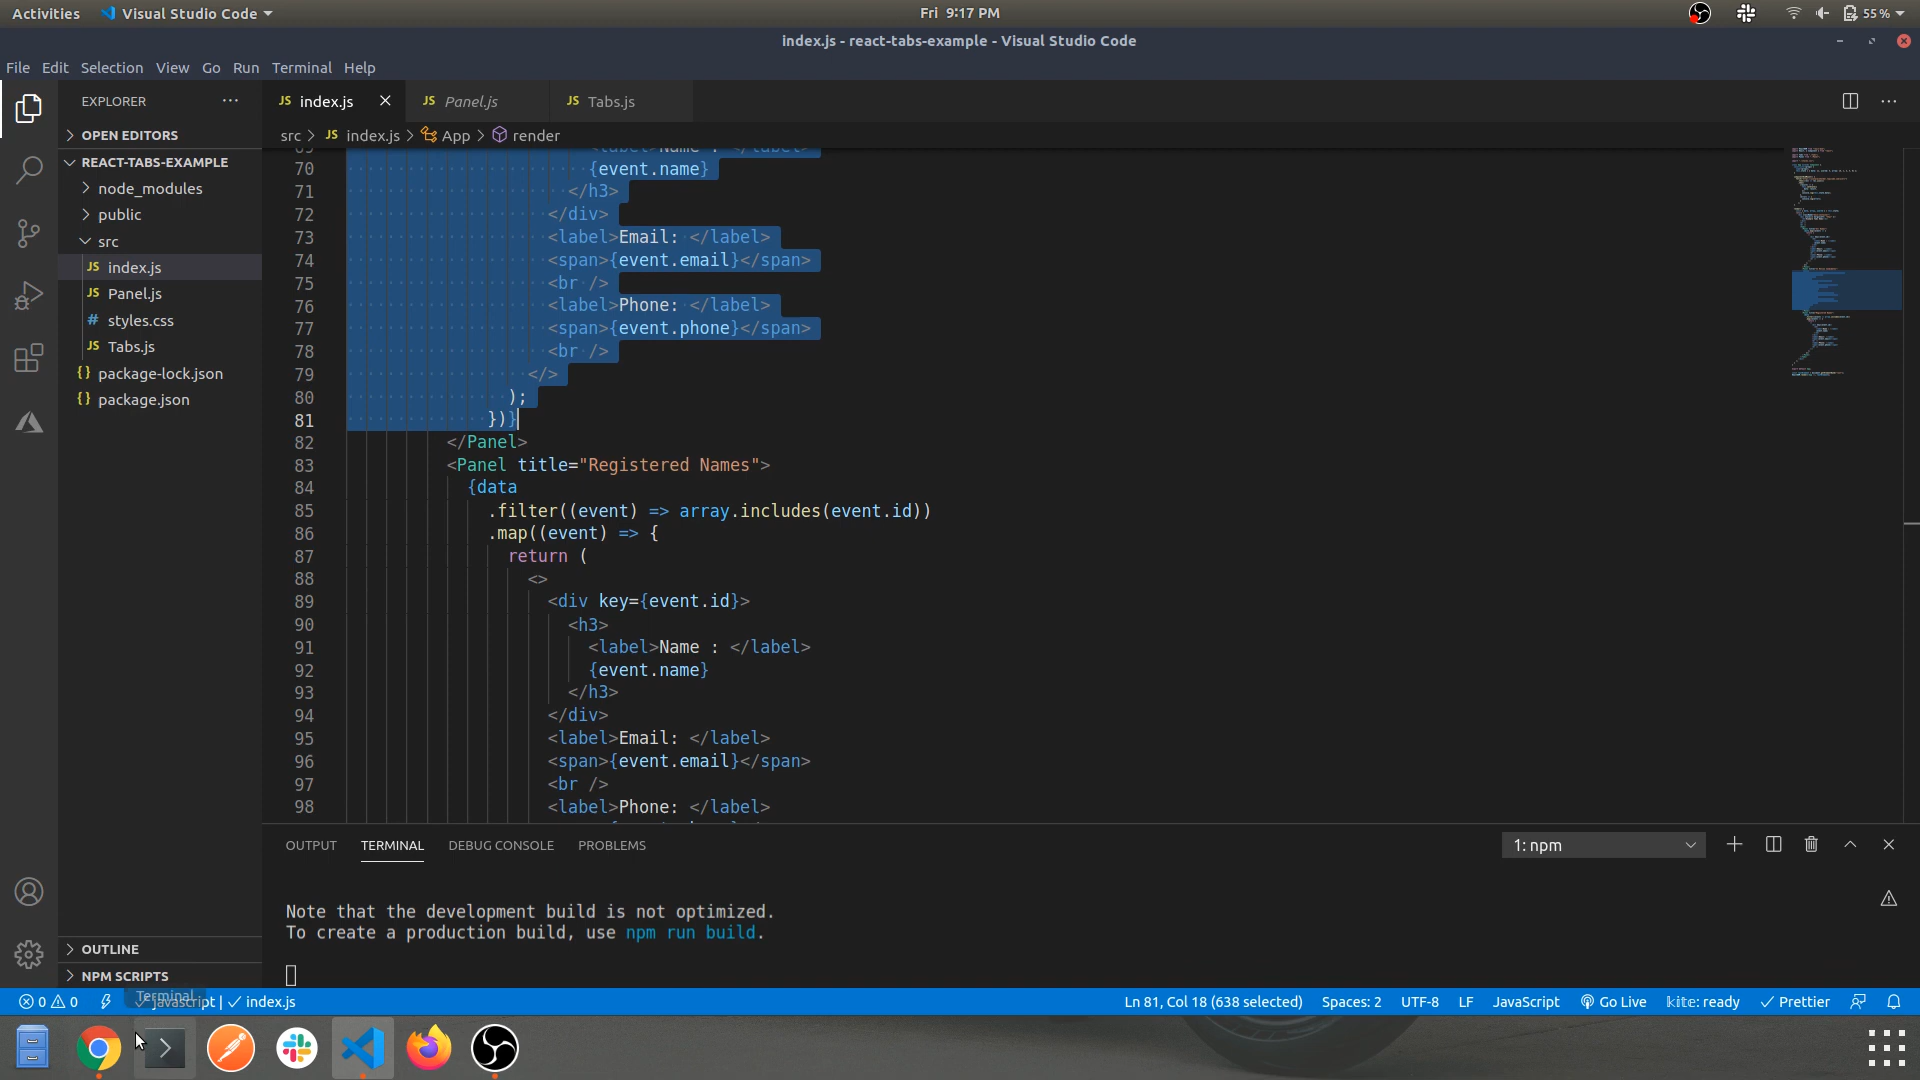 Activities
Visual Studio Code
Fri 9:17 PM
55 %
index.js - react-tabs-example - Visual Studio Code
File Edit Selection View Go Run Terminal Help
EXPLORER
OPEN EDITORS
REACT-TABS-EXAMPLE
node_modules
public
src
JS index.js
JS Panel.js
# styles.css
JS Tabs.js
{} package-lock.json
{} package.json
OUTLINE
NPM SCRIPTS
JS index.js
JS Panel.js
JS Tabs.js
src > JS index.js > App > render
69 <label>Name : </label>
70 {event.name}
71 </h3>
72 </div>
73 <label>Email: </label>
74 <span>{event.email}</span>
75 <br />
76 <label>Phone: </label>
77 <span>{event.phone}</span>
78 <br />
79 </>
80 );
81 })}
82 </Panel>
83 <Panel title="Registered Names">
84 {data
85 .filter((event) => array.includes(event.id))
86 .map((event) => {
87 return (
88 <>
89 <div key={event.id}>
90 <h3>
91 <label>Name : </label>
92 {event.name}
93 </h3>
94 </div>
95 <label>Email: </label>
96 <span>{event.email}</span>
97 <br />
98 <label>Phone: </label>
OUTPUT TERMINAL DEBUG CONSOLE PROBLEMS
1: npm
Note that the development build is not optimized.
To create a production build, use npm run build.
Terminal
0 0 javascript | index.js
Ln 81, Col 18 (638 selected) Spaces: 2 UTF-8 LF JavaScript Go Live kite: ready Prettier